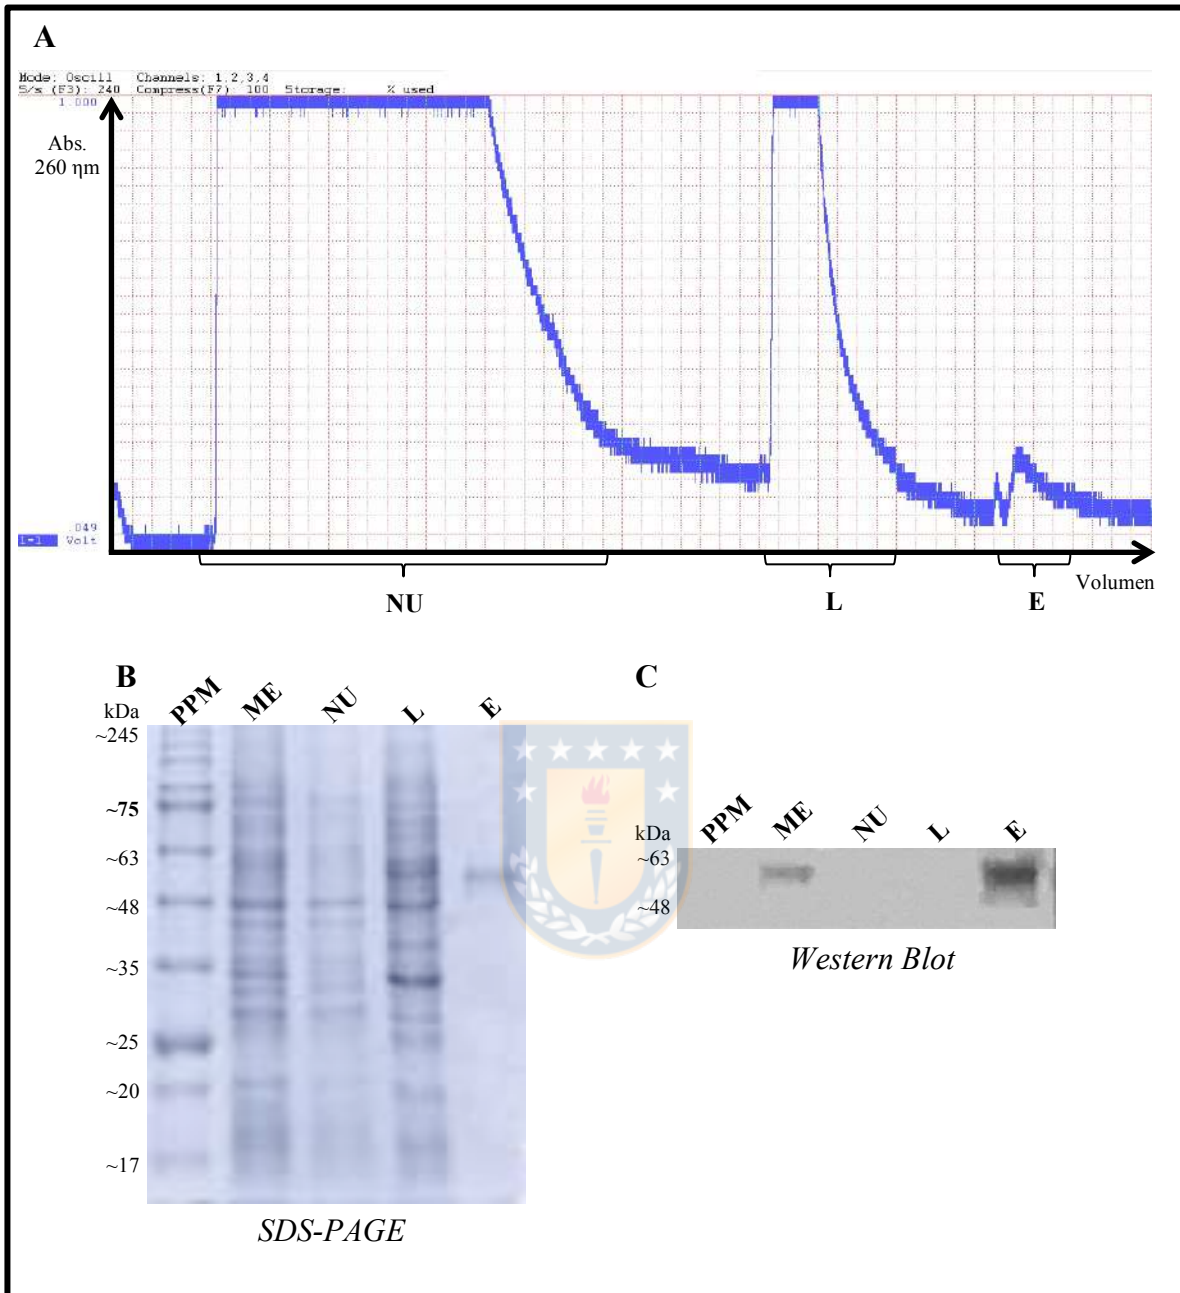 A
Mode: Oscill Channels: 1,2,3,4
S/s (F3): 240 Compress(F7): 100 Storage: % used
1.000
Abs.
260 ηm
.049
Volt
Volumen
NU L E
B
kDa
PPM ME NU L E
~245
~75
~63
~48
~35
~25
~20
~17
SDS-PAGE
C
kDa
PPM ME NU L E
~63
~48
Western Blot